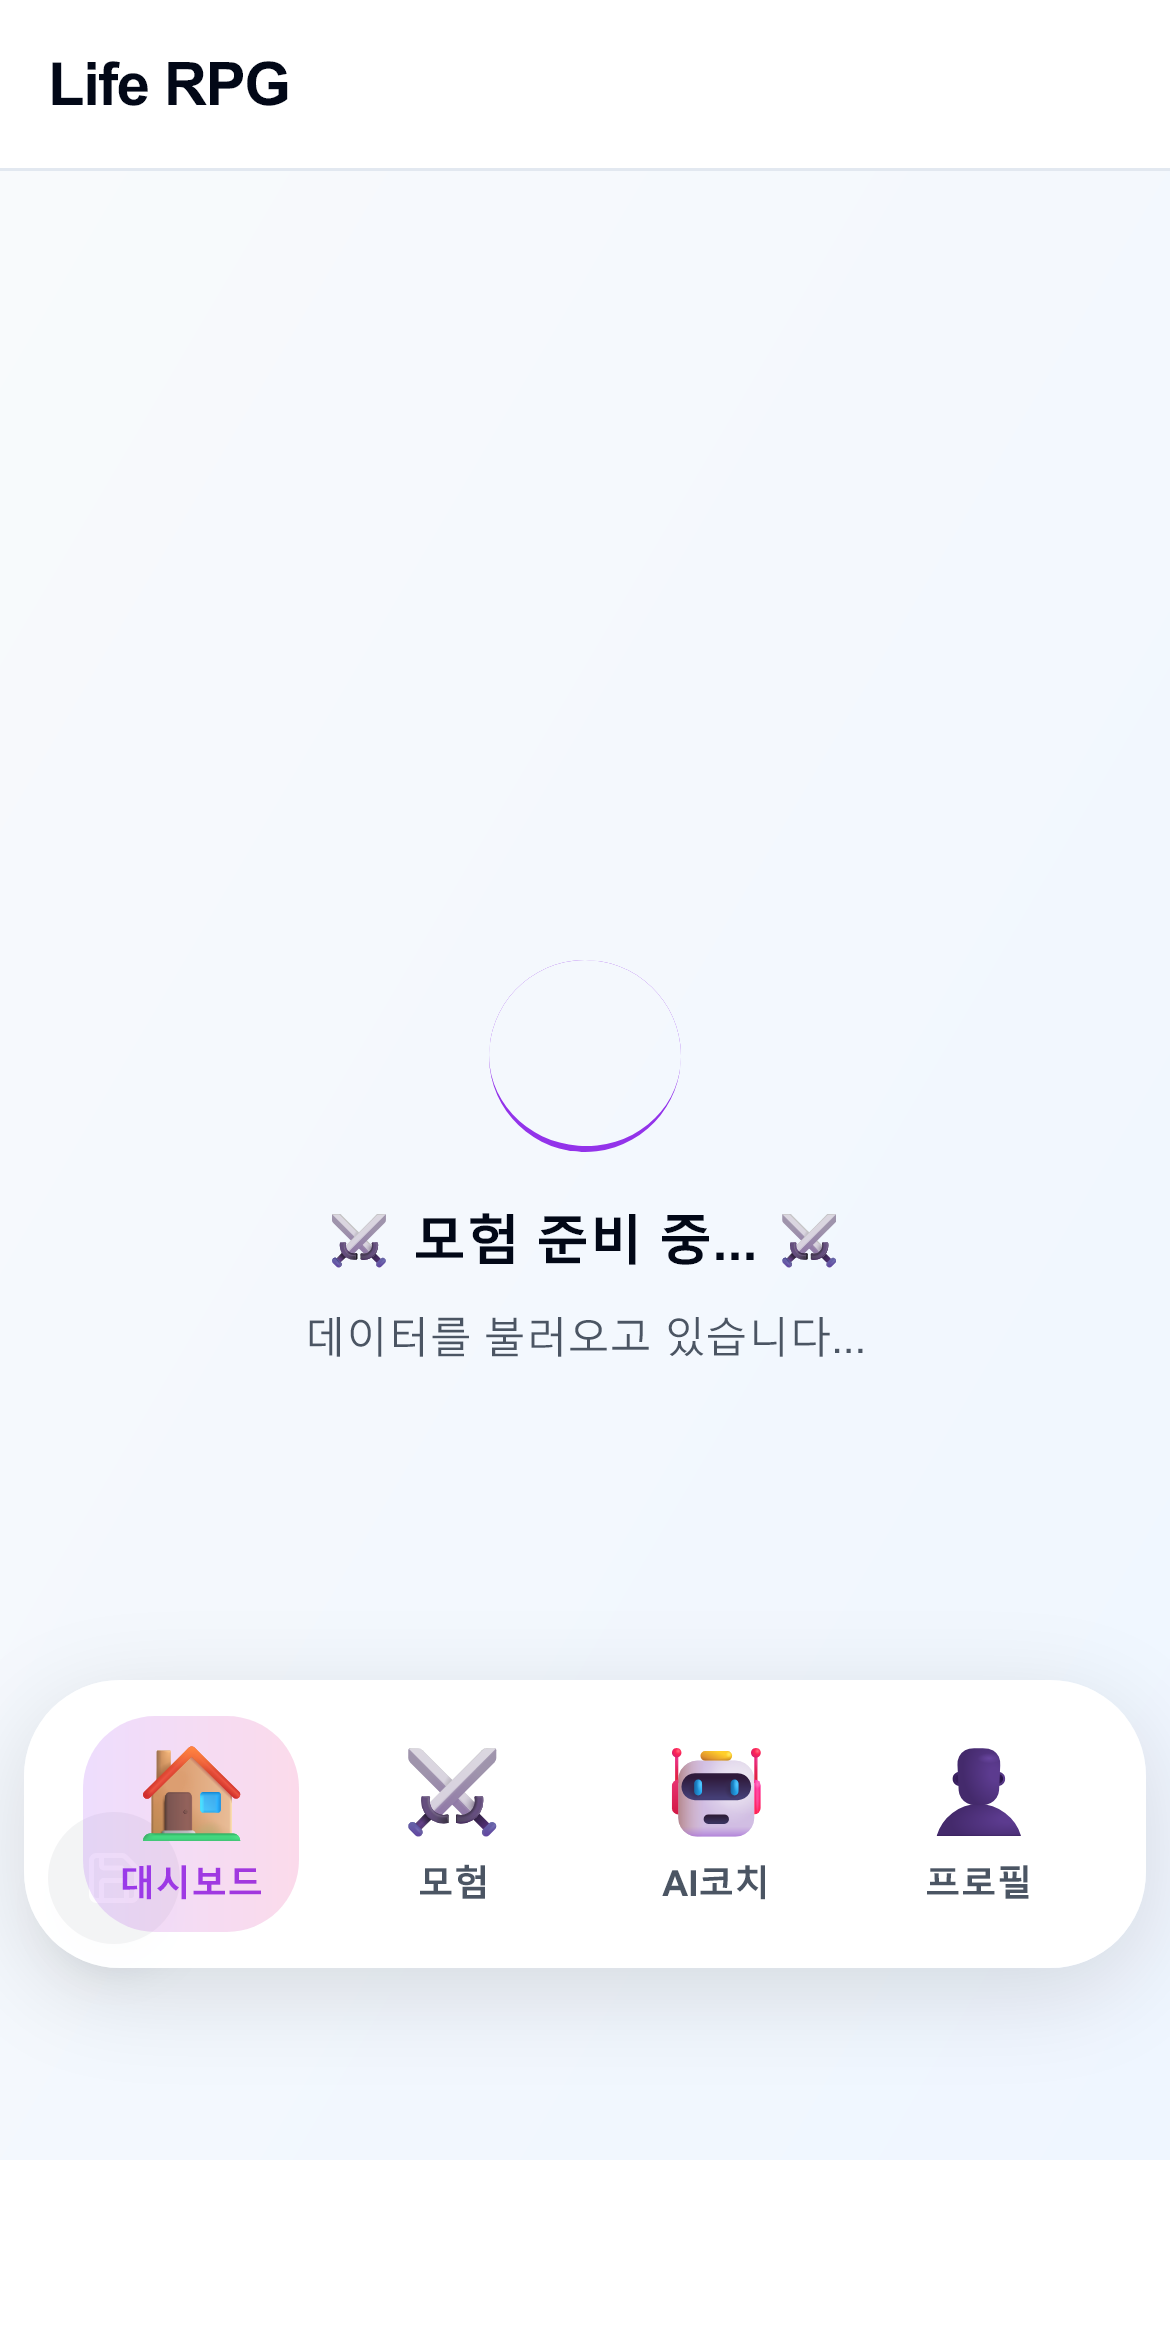 Life RPG
⚔️ 모험 준비 중... ⚔️
데이터를 불러오고 있습니다...
대시보드
모험
AI코치
프로필